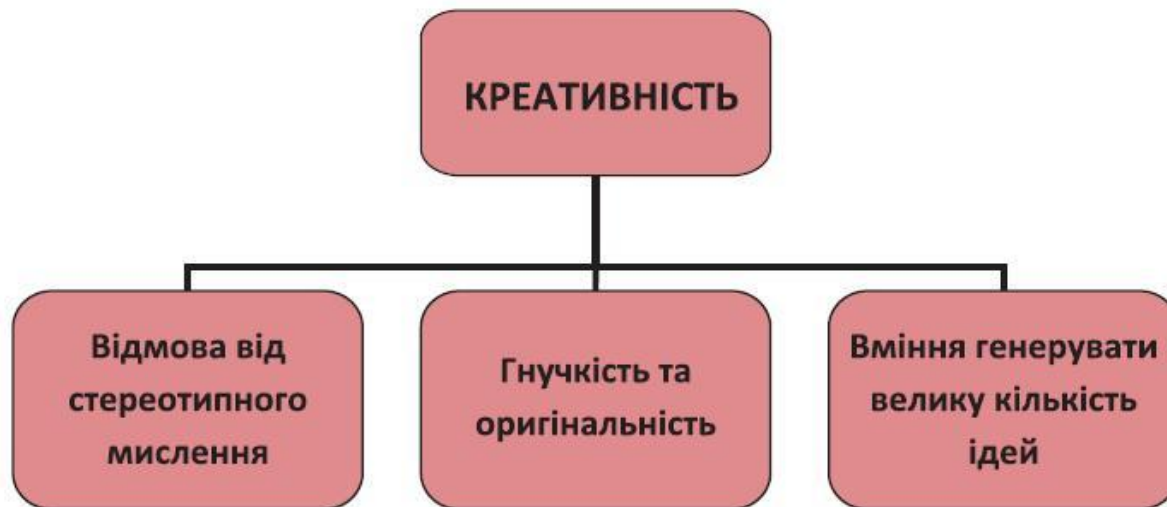 КРЕАТИВНІСТЬ
Відмова від
стереотипного
мислення
Гнучкість та
оригінальність
Вміння генерувати
велику кількість
ідей